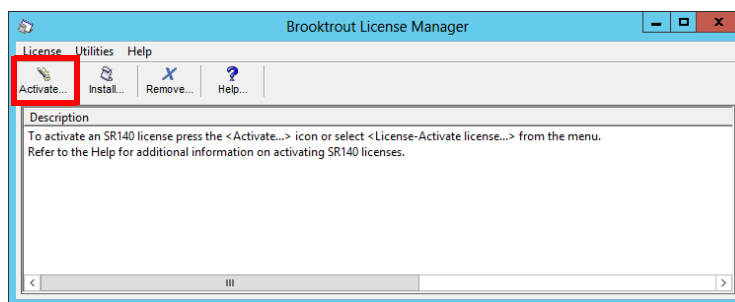 Brooktrout License Manager
License Utilities Help
Activate... Install... Remove... Help...
Description
To activate an SR140 license press the <Activate...> icon or select <License-Activate license...> from the menu.
Refer to the Help for additional information on activating SR140 licenses.